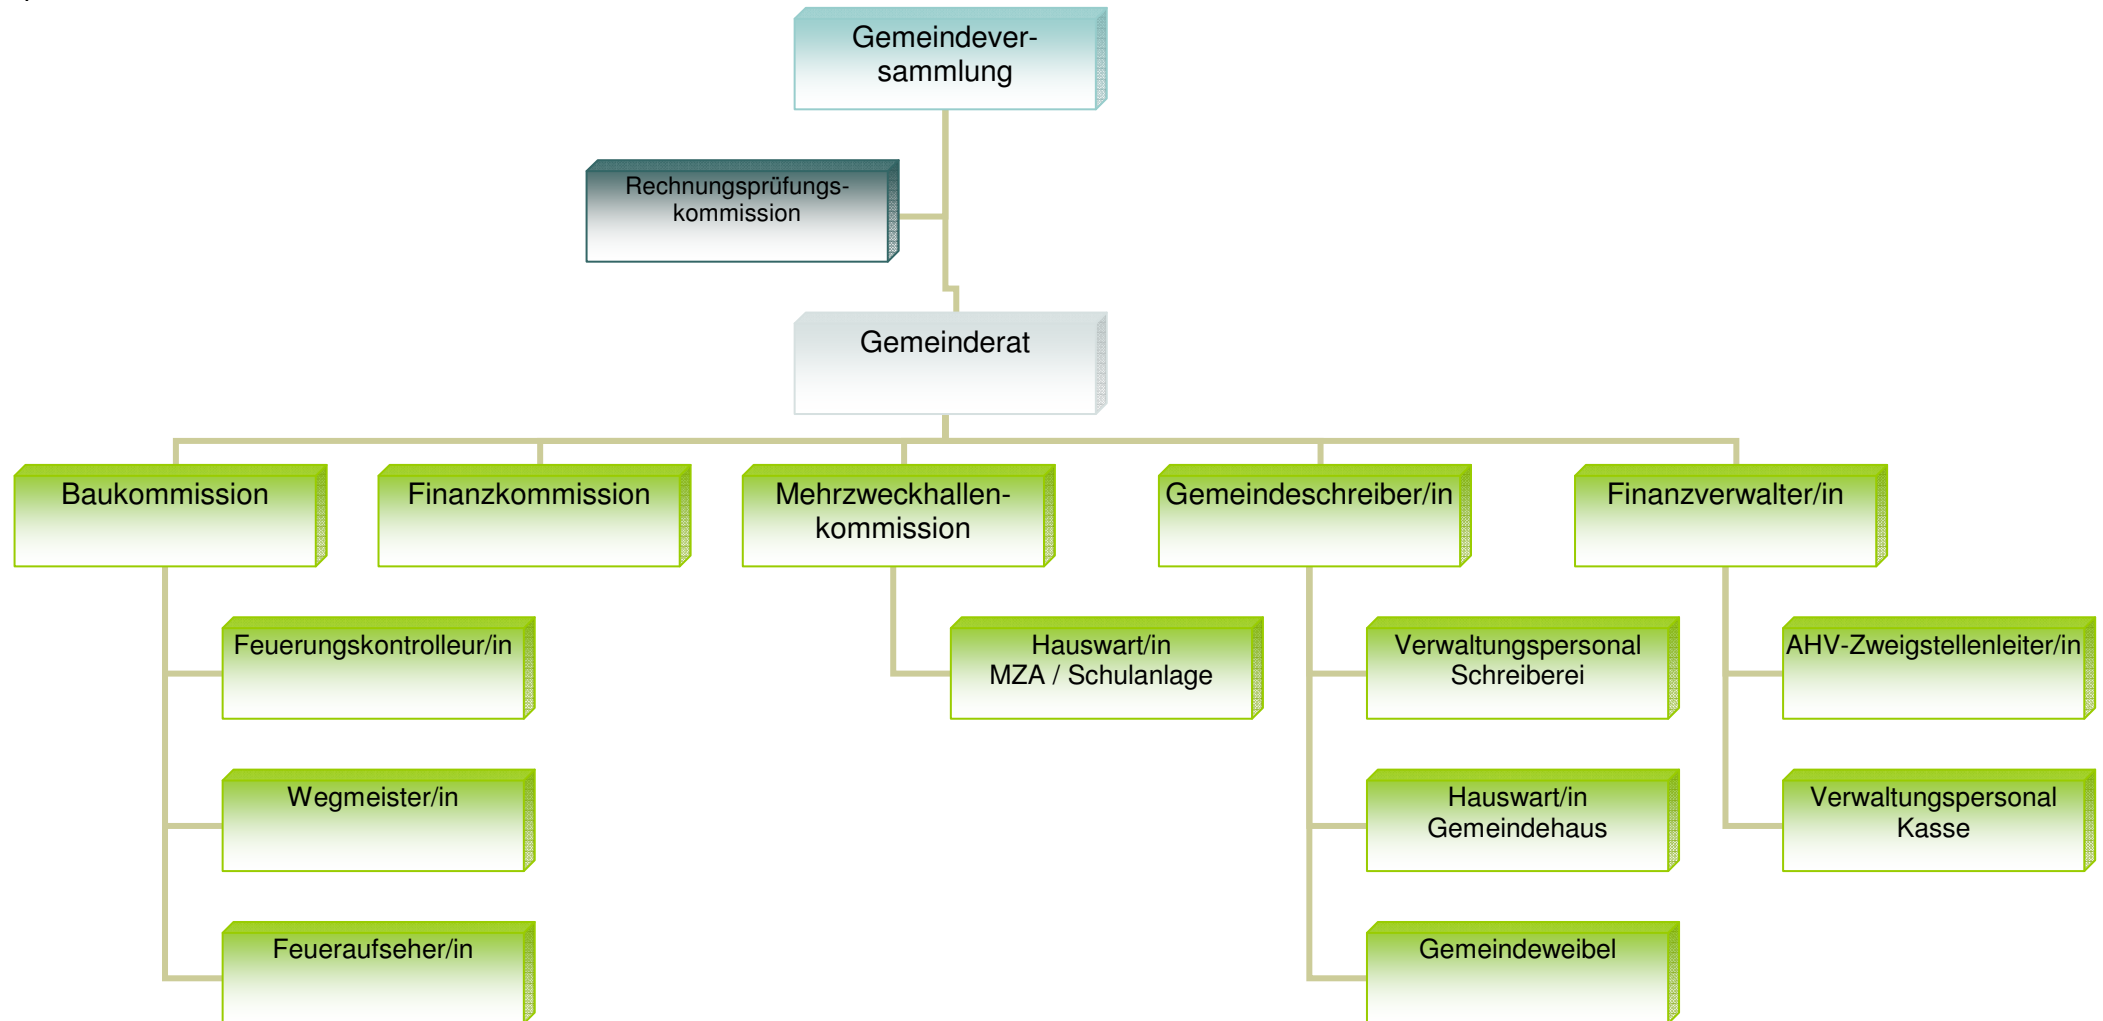 Gemeindever-
sammlung
Rechnungsprüfungs-
kommission
Gemeinderat
Baukommission
Finanzkommission
Mehrzweckhallen-
kommission
Gemeindeschreiber/in
Finanzverwalter/in
Feuerungskontrolleur/in
Hauswart/in
MZA / Schulanlage
Verwaltungspersonal
Schreiberei
AHV-Zweigstellenleiter/in
Wegmeister/in
Hauswart/in
Gemeindehaus
Verwaltungspersonal
Kasse
Feueraufseher/in
Gemeindeweibel